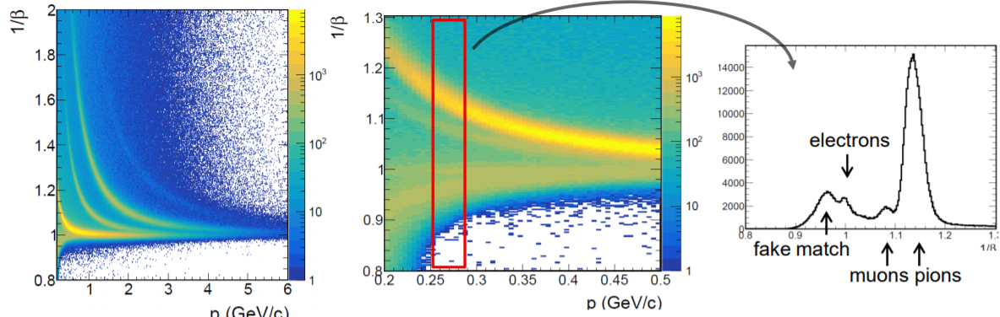 1/β
2
1.8
1.6
1.4
1.2
1
0.8
1 2 3 4 5 6
p (GeV/c)
10³
10²
10
1
1/β
1.3
1.2
1.1
1
0.9
0.8
0.2 0.25 0.3 0.35 0.4 0.45 0.5
p (GeV/c)
10³
10²
10
1
14000
12000
10000
8000
6000
4000
2000
0
0.8 0.9 1 1.1 1.2
1/β
electrons
fake match
muons pions